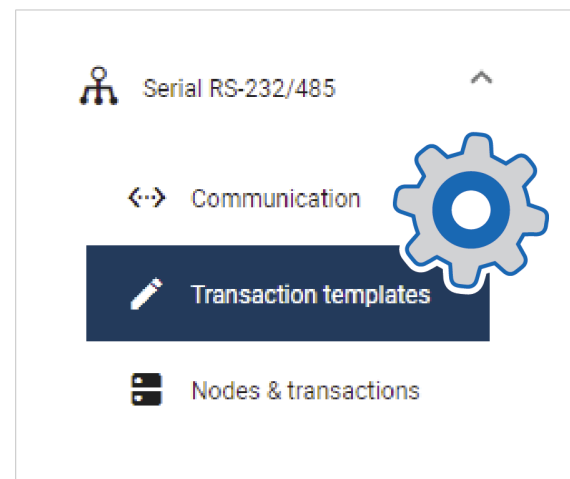 Serial RS-232/485
Communication
Transaction templates
Nodes & transactions